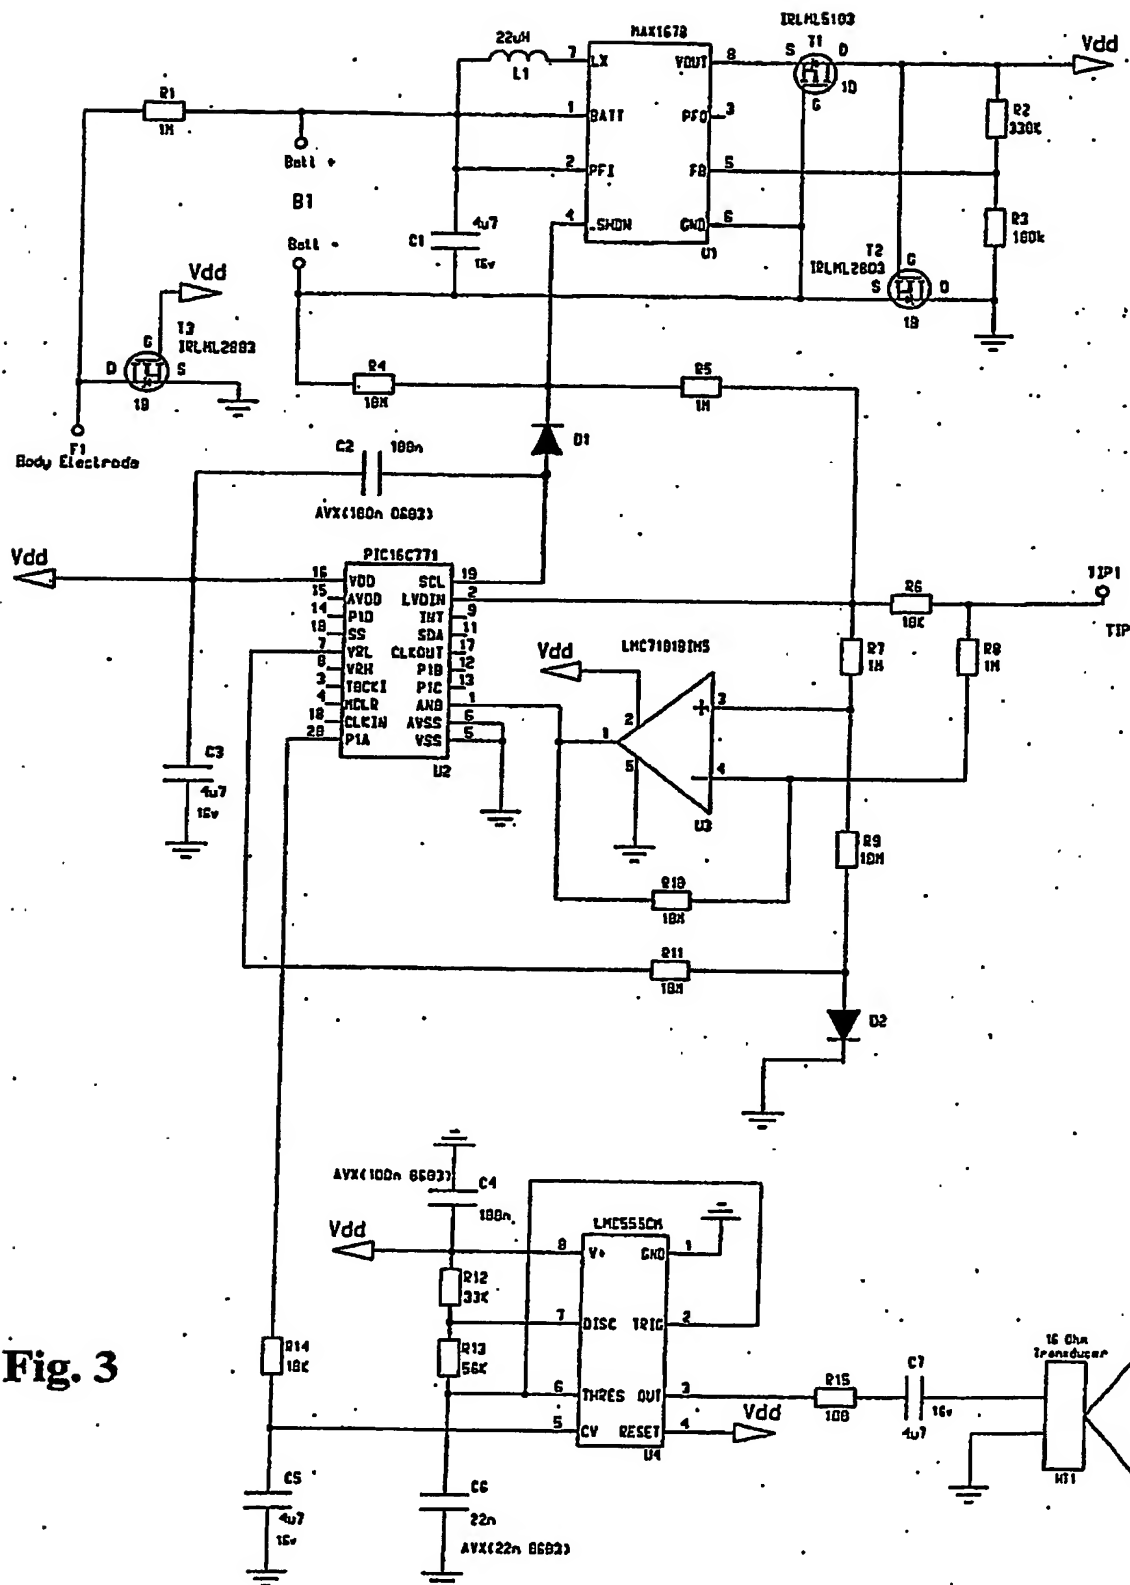 IRLML5103
22uH
MAX1678
T1
Vdd
7
LX
VOUT
8
S
D
L1
1D
G
R1
1M
1
BATT
PFO
3
R2
330K
Batt +
2
PFI
FB
5
B1
4u7
4
_SHDN
GND
6
R3
180k
C1
16v
U1
T2
IRLML2803
Batt -
Vdd
G
S
D
1D
T3
G
IRLML2803
D
S
1D
R4
10M
R5
1M
F1
Body Electrode
C2
100n
D1
AVX(100n 0603)
Vdd
PIC16C771
16
VDD
SCL
19
15
AVDD
LVDIN
2
14
P1D
INT
9
18
SS
SDA
11
7
VRL
CLKOUT
17
8
VRH
P1B
12
3
T0CKI
P1C
13
4
MCLR
AN0
1
18
CLKIN
AVSS
6
20
P1A
VSS
5
U2
R6
10K
TIP1
TIP
LMC7101BIM5
Vdd
R7
1M
R8
1M
3
2
1
5
4
U3
C3
4u7
16v
R9
10M
R10
10M
R11
10M
D2
AVX(100n 0603)
C4
100n
LMC555CM
Vdd
8
V+
GND
1
R12
33K
7
DISC
TRIG
2
R13
56K
R14
10K
Fig. 3
16 Ohm
Transducer
6
THRES
OUT
3
R15
100
C7
16v
4u7
5
CV
RESET
4
Vdd
U4
HT1
C5
4u7
16v
C6
22n
AVX(22n 0603)